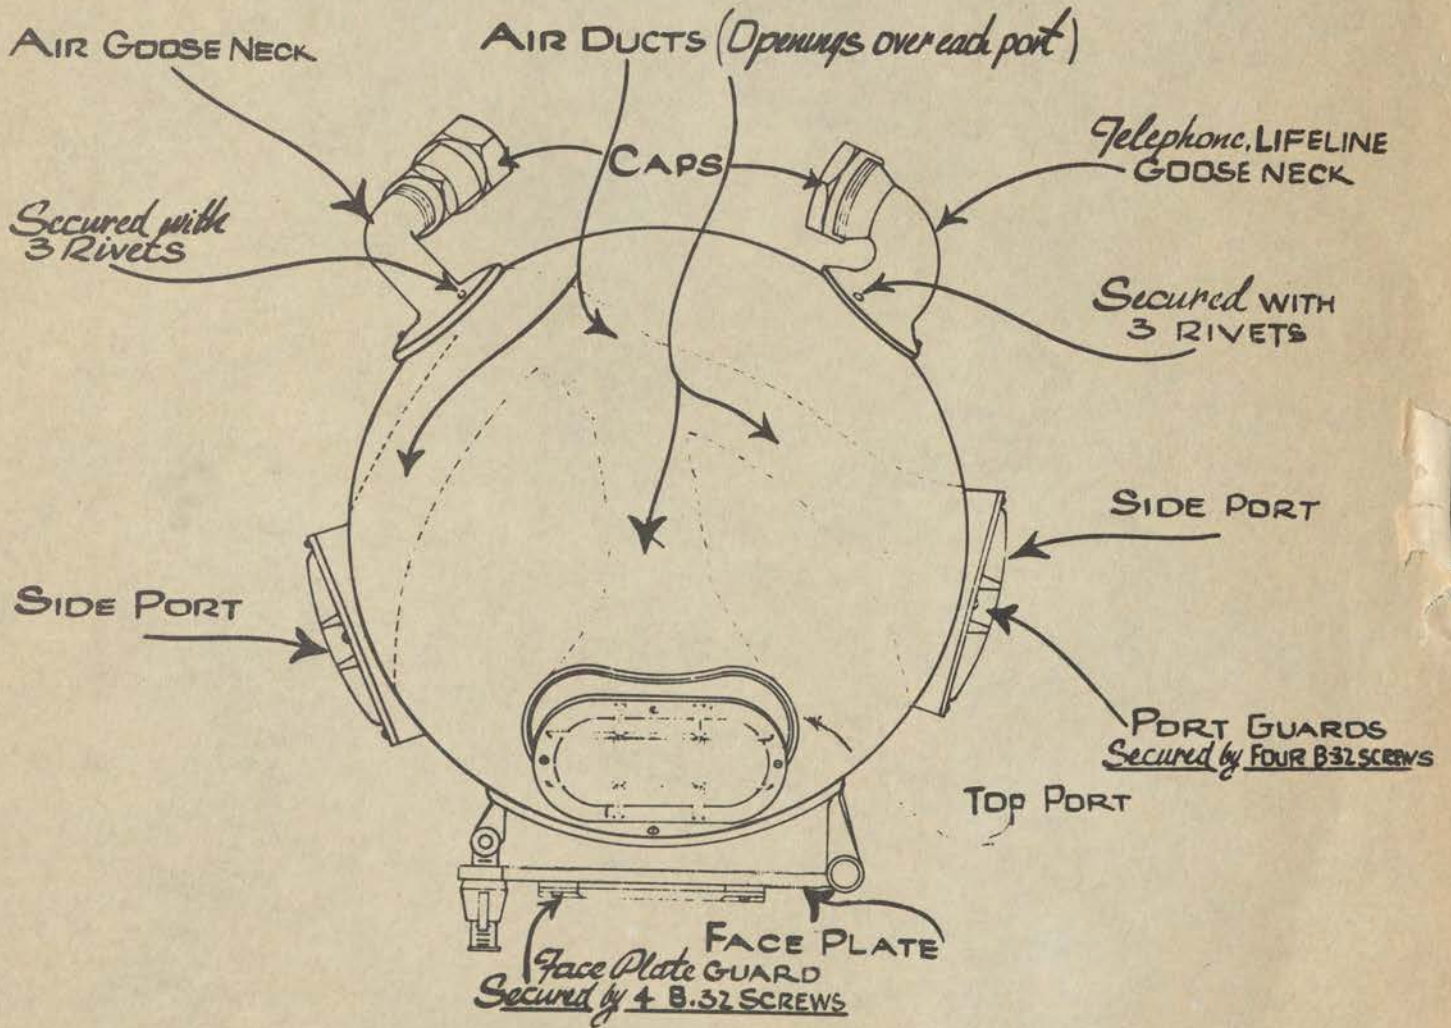 AIR GOOSE NECK
AIR DUCTS (Openings over each port)
CAPS
Telephone, LIFELINE
GOOSE NECK
Secured with
3 Rivets
Secured WITH
3 RIVETS
SIDE PORT
SIDE PORT
PORT GUARDS
Secured by FOUR 8-32 SCREWS
TOP PORT
FACE PLATE
Face Plate GUARD
Secured by 4 8.32 SCREWS